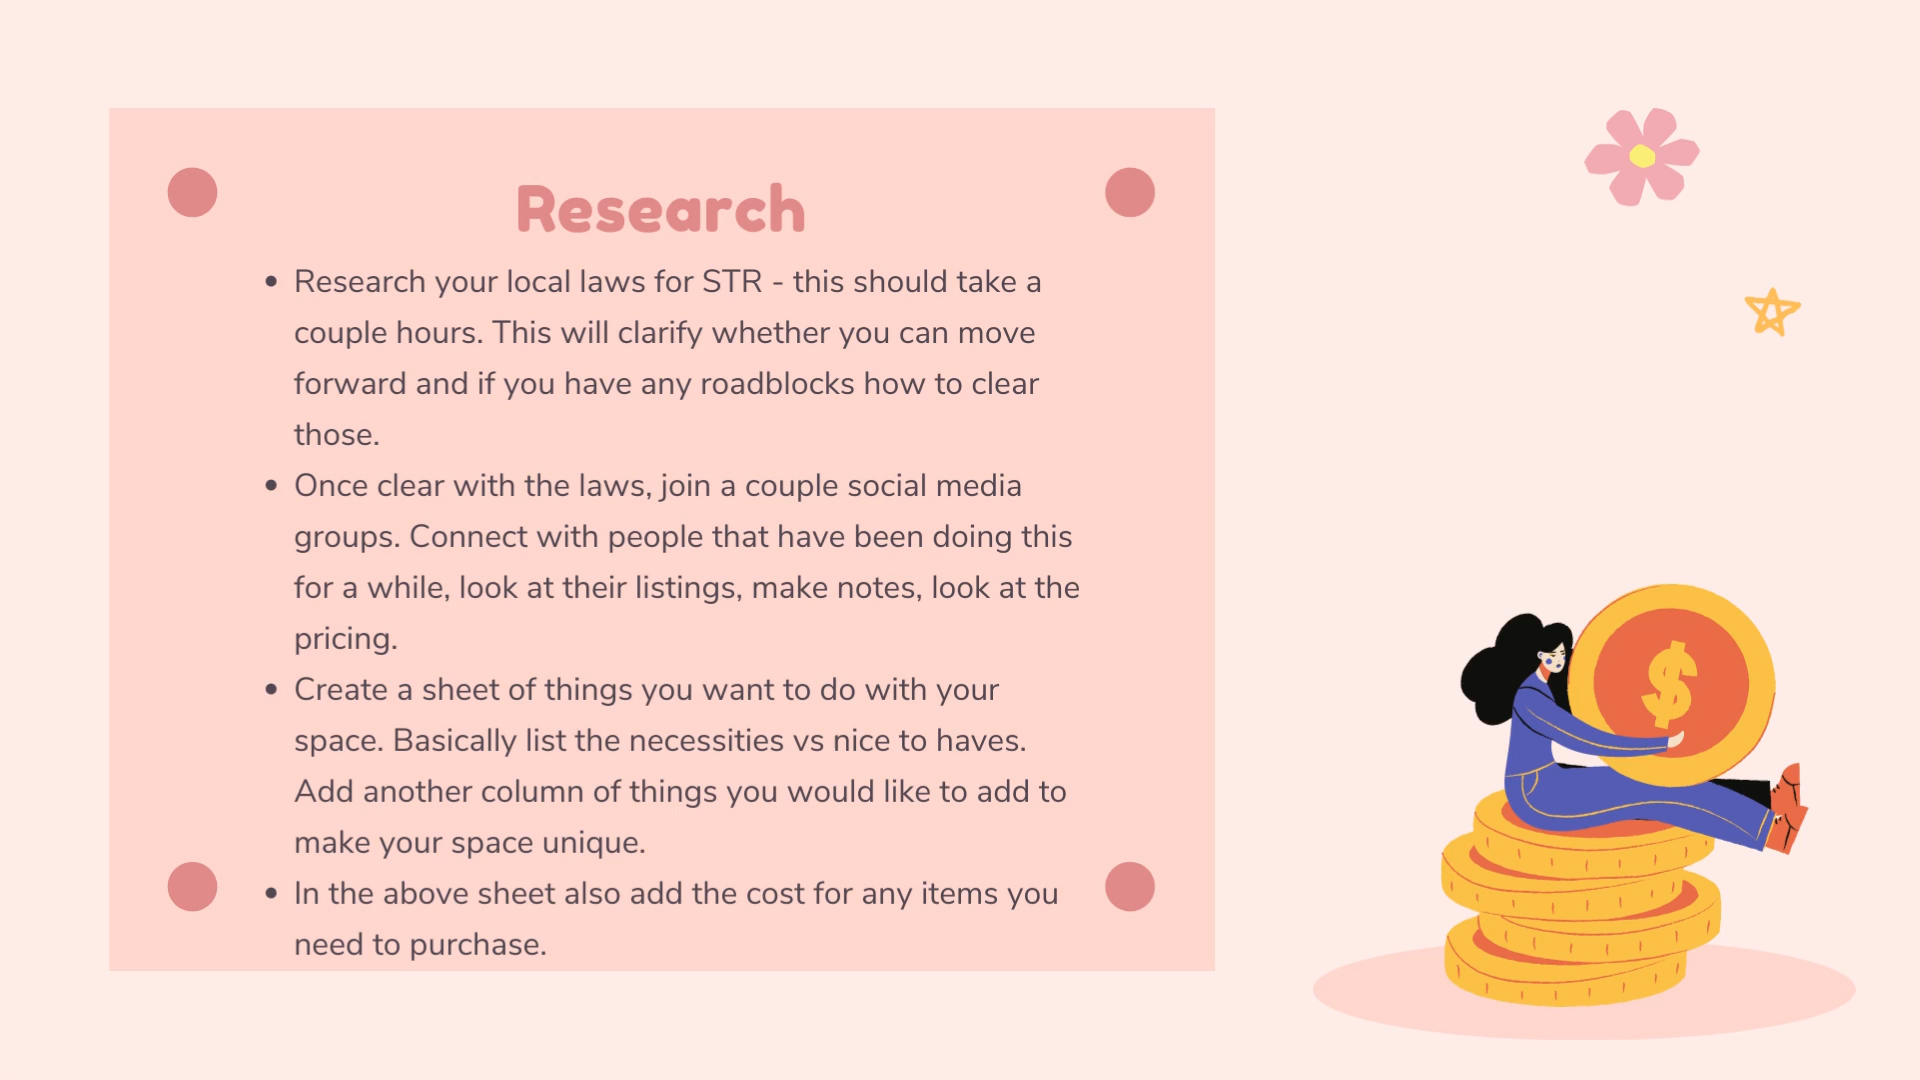 Research
• Research your local laws for STR - this should take a
couple hours. This will clarify whether you can move
forward and if you have any roadblocks how to clear
those.
• Once clear with the laws, join a couple social media
groups. Connect with people that have been doing this
for a while, look at their listings, make notes, look at the
pricing.
• Create a sheet of things you want to do with your
space. Basically list the necessities vs nice to haves.
Add another column of things you would like to add to
make your space unique.
• In the above sheet also add the cost for any items you
need to purchase.
$